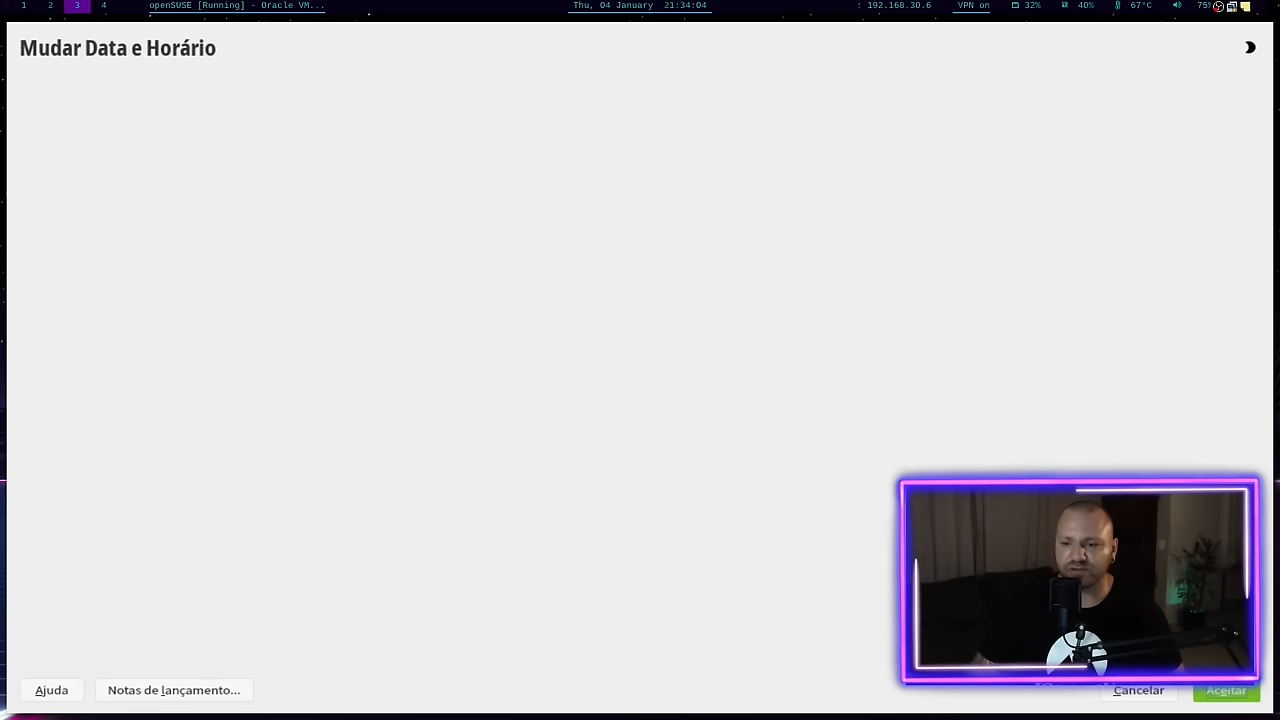 1 2 3 4 openSUSE [Running] - Oracle VM... Thu, 04 January 21:34:04 : 192.168.30.6 VPN on 32% 40% 67°C 75%
Mudar Data e Horário
Ajuda Notas de lançamento... Cancelar Aceitar